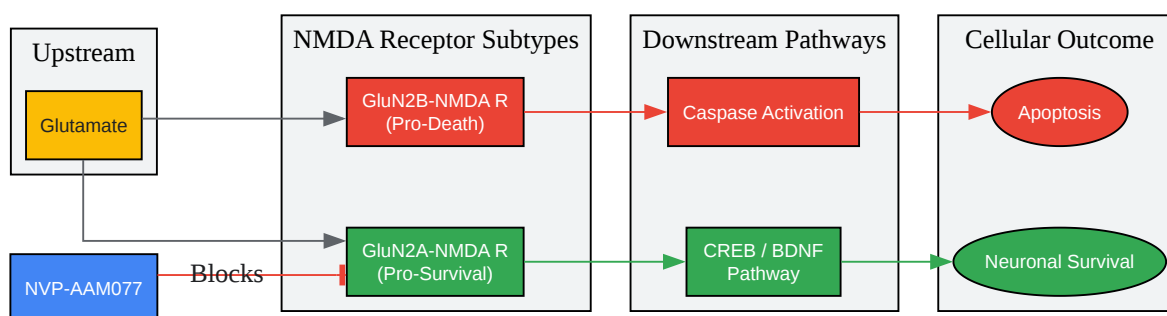 Upstream
NMDA Receptor Subtypes
Downstream Pathways
Cellular Outcome
Glutamate
GluN2B-NMDA R
(Pro-Death)
Caspase Activation
Apoptosis
NVP-AAM077
Blocks
GluN2A-NMDA R
(Pro-Survival)
CREB / BDNF
Pathway
Neuronal Survival